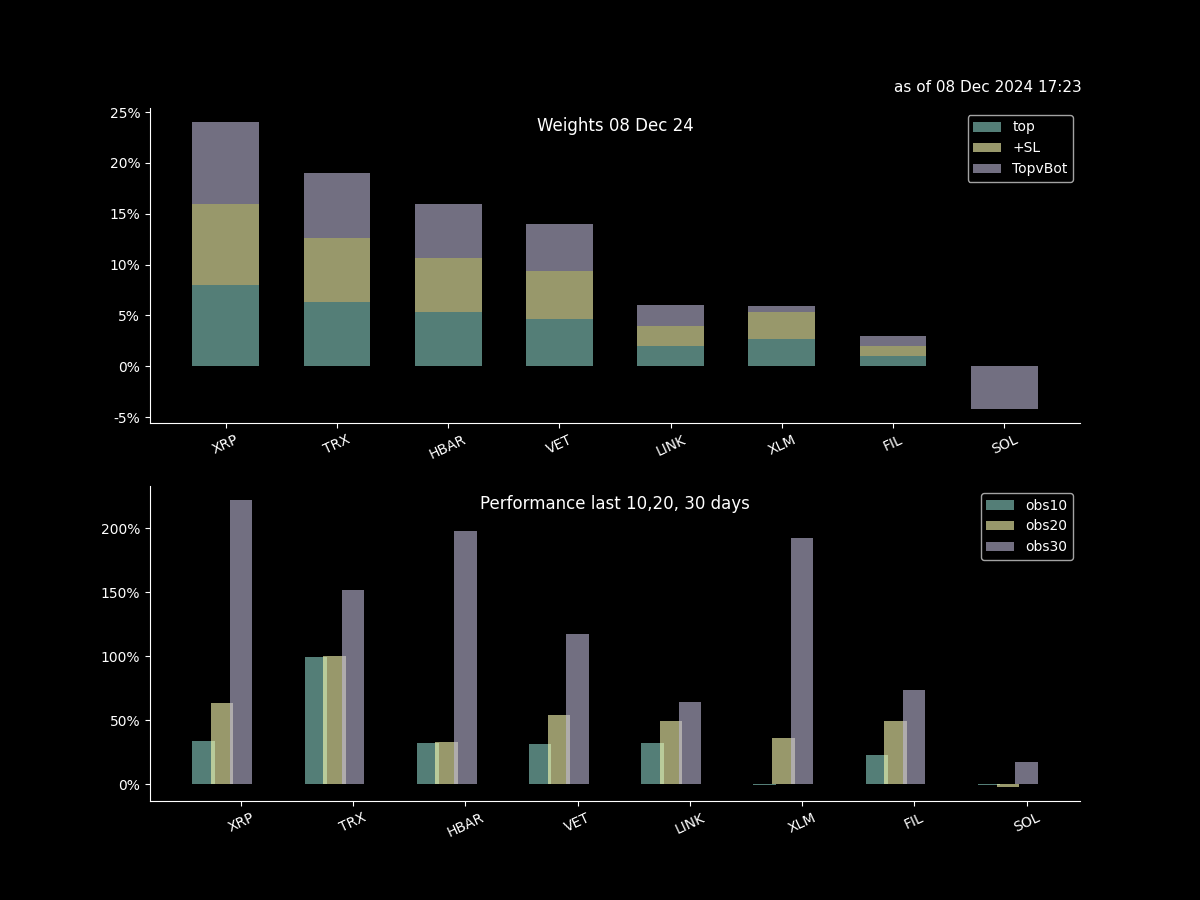 as of 08 Dec 2024 17:23
Weights 08 Dec 24
top
+SL
TopvBot
25%
20%
15%
10%
5%
0%
-5%
XRP TRX HBAR VET LINK XLM FIL SOL
Performance last 10,20, 30 days
obs10
obs20
obs30
200%
150%
100%
50%
0%
XRP TRX HBAR VET LINK XLM FIL SOL